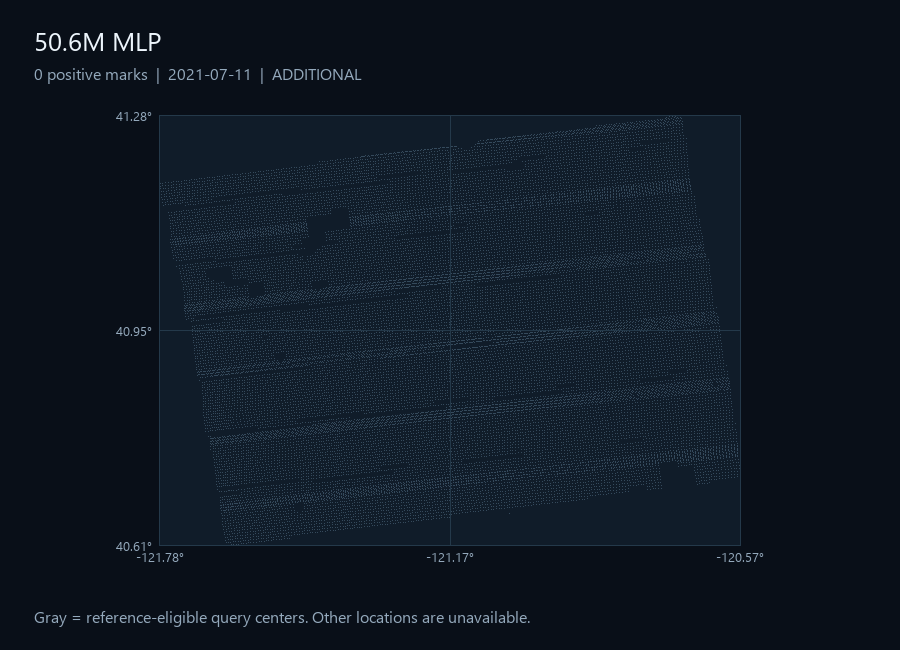 50.6M MLP
0 positive marks | 2021-07-11 | ADDITIONAL
41.28°
40.95°
40.61°
-121.78° -121.17° -120.57°
Gray = reference-eligible query centers. Other locations are unavailable.